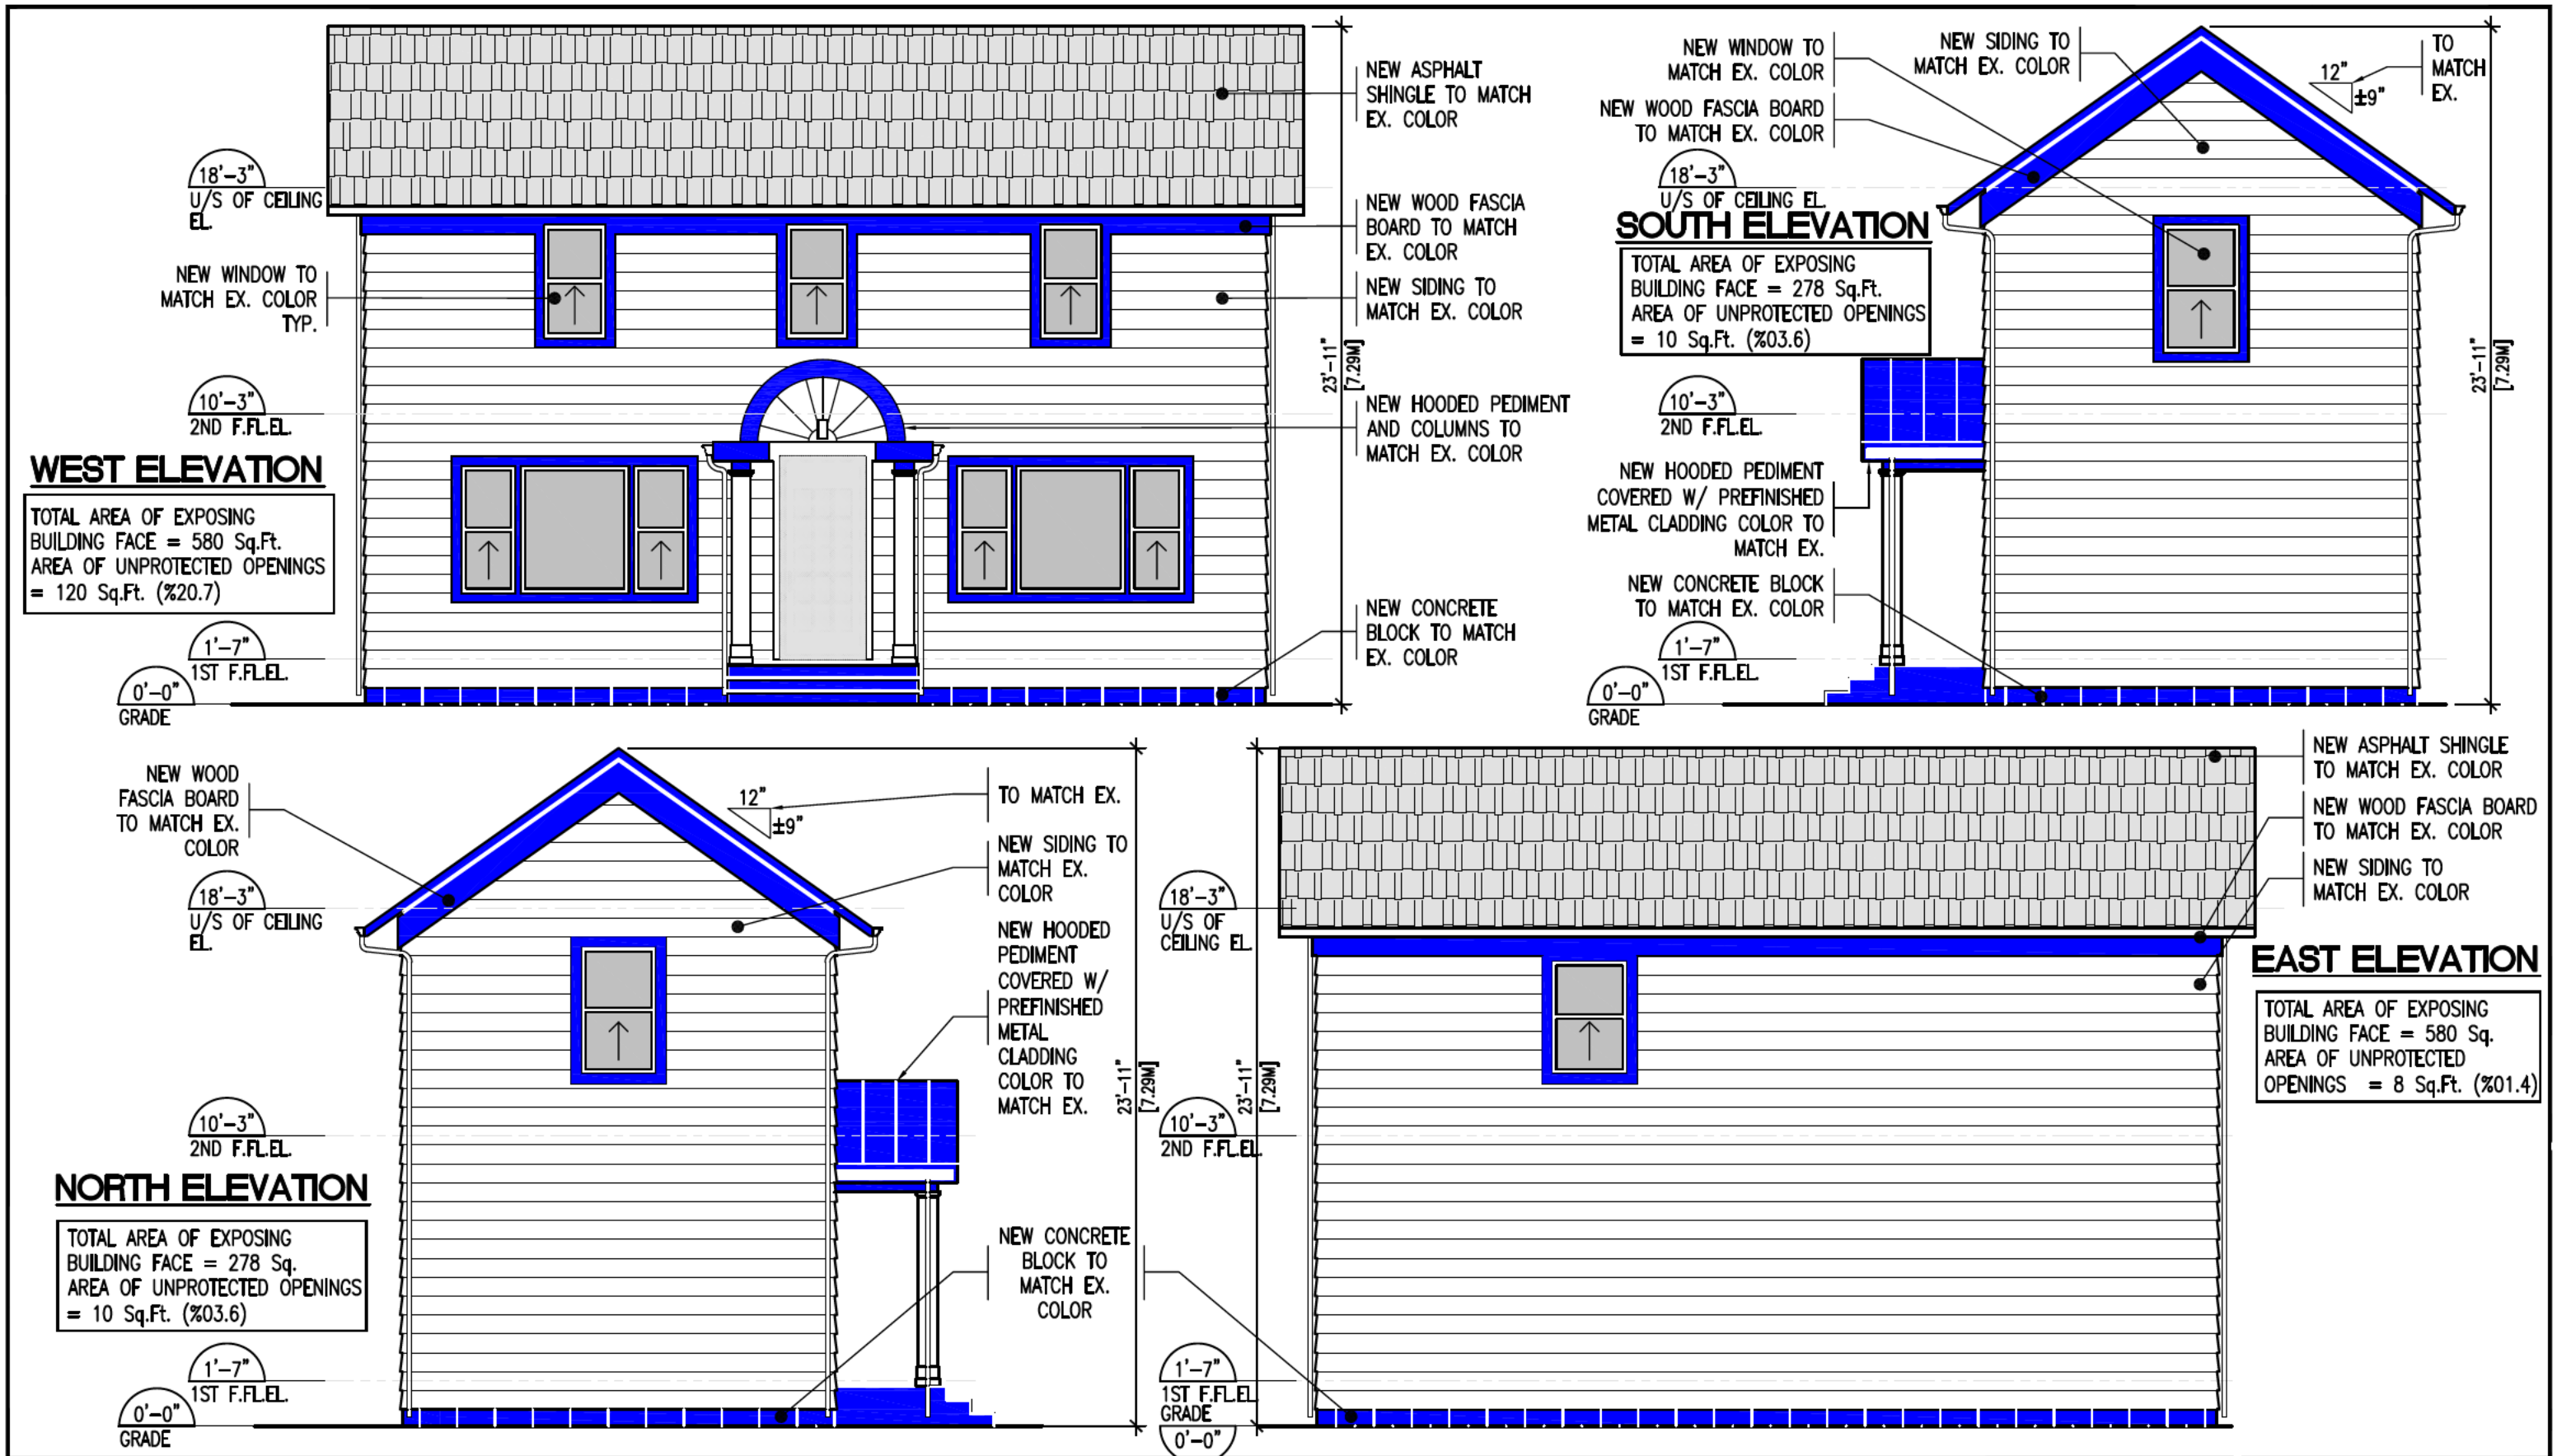 NEW ASPHALT
SHINGLE TO MATCH
EX. COLOR
18'-3"
U/S OF CEILING
EL.
NEW WOOD FASCIA
BOARD TO MATCH
EX. COLOR
NEW WINDOW TO
MATCH EX. COLOR
TYP.
NEW SIDING TO
MATCH EX. COLOR
23'-11"
[7.29M]
10'-3"
2ND F.FL.EL.
NEW HOODED PEDIMENT
AND COLUMNS TO
MATCH EX. COLOR
WEST ELEVATION
TOTAL AREA OF EXPOSING
BUILDING FACE = 580 Sq.Ft.
AREA OF UNPROTECTED OPENINGS
= 120 Sq.Ft. (%20.7)
NEW CONCRETE
BLOCK TO MATCH
EX. COLOR
1'-7"
1ST F.FL.EL.
0'-0"
GRADE
NEW WINDOW TO
MATCH EX. COLOR
NEW SIDING TO
MATCH EX. COLOR
TO
MATCH
EX.
12"
±9"
NEW WOOD FASCIA BOARD
TO MATCH EX. COLOR
18'-3"
U/S OF CEILING EL.
SOUTH ELEVATION
TOTAL AREA OF EXPOSING
BUILDING FACE = 278 Sq.Ft.
AREA OF UNPROTECTED OPENINGS
= 10 Sq.Ft. (%03.6)
23'-11"
[7.29M]
10'-3"
2ND F.FL.EL.
NEW HOODED PEDIMENT
COVERED W/ PREFINISHED
METAL CLADDING COLOR TO
MATCH EX.
NEW CONCRETE BLOCK
TO MATCH EX. COLOR
1'-7"
1ST F.FL.EL.
0'-0"
GRADE
NEW WOOD
FASCIA BOARD
TO MATCH EX.
COLOR
12"
±9"
TO MATCH EX.
NEW SIDING TO
MATCH EX.
COLOR
18'-3"
U/S OF CEILING
EL.
NEW HOODED
PEDIMENT
COVERED W/
PREFINISHED
METAL
CLADDING
COLOR TO
MATCH EX.
23'-11"
[7.29M]
10'-3"
2ND F.FL.EL.
NORTH ELEVATION
TOTAL AREA OF EXPOSING
BUILDING FACE = 278 Sq.
AREA OF UNPROTECTED OPENINGS
= 10 Sq.Ft. (%03.6)
NEW CONCRETE
BLOCK TO
MATCH EX.
COLOR
1'-7"
1ST F.FL.EL.
0'-0"
GRADE
NEW ASPHALT SHINGLE
TO MATCH EX. COLOR
NEW WOOD FASCIA BOARD
TO MATCH EX. COLOR
NEW SIDING TO
MATCH EX. COLOR
18'-3"
U/S OF
CEILING EL.
EAST ELEVATION
TOTAL AREA OF EXPOSING
BUILDING FACE = 580 Sq.
AREA OF UNPROTECTED
OPENINGS = 8 Sq.Ft. (%01.4)
23'-11"
[7.29M]
10'-3"
2ND F.FL.EL.
1'-7"
1ST F.FL.EL.
GRADE
0'-0"